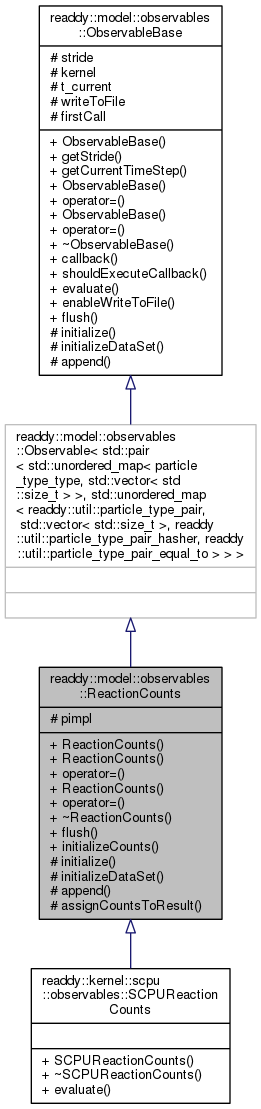 readdy::model::observables
::ObservableBase
# stride
# kernel
# t_current
# writeToFile
# firstCall
+ ObservableBase()
+ getStride()
+ getCurrentTimeStep()
+ ObservableBase()
+ operator=()
+ ObservableBase()
+ operator=()
+ ~ObservableBase()
+ callback()
+ shouldExecuteCallback()
+ evaluate()
+ enableWriteToFile()
+ flush()
# initialize()
# initializeDataSet()
# append()
readdy::model::observables
::Observable< std::pair
< std::unordered_map< particle
_type_type, std::vector< std
::size_t > >, std::unordered_map
< readdy::util::particle_type_pair,
std::vector< std::size_t >, readdy
::util::particle_type_pair_hasher, readdy
::util::particle_type_pair_equal_to > > >
readdy::model::observables
::ReactionCounts
# pimpl
+ ReactionCounts()
+ ReactionCounts()
+ operator=()
+ ReactionCounts()
+ operator=()
+ ~ReactionCounts()
+ flush()
+ initializeCounts()
# initialize()
# initializeDataSet()
# append()
# assignCountsToResult()
readdy::kernel::scpu
::observables::SCPUReaction
Counts
+ SCPUReactionCounts()
+ ~SCPUReactionCounts()
+ evaluate()